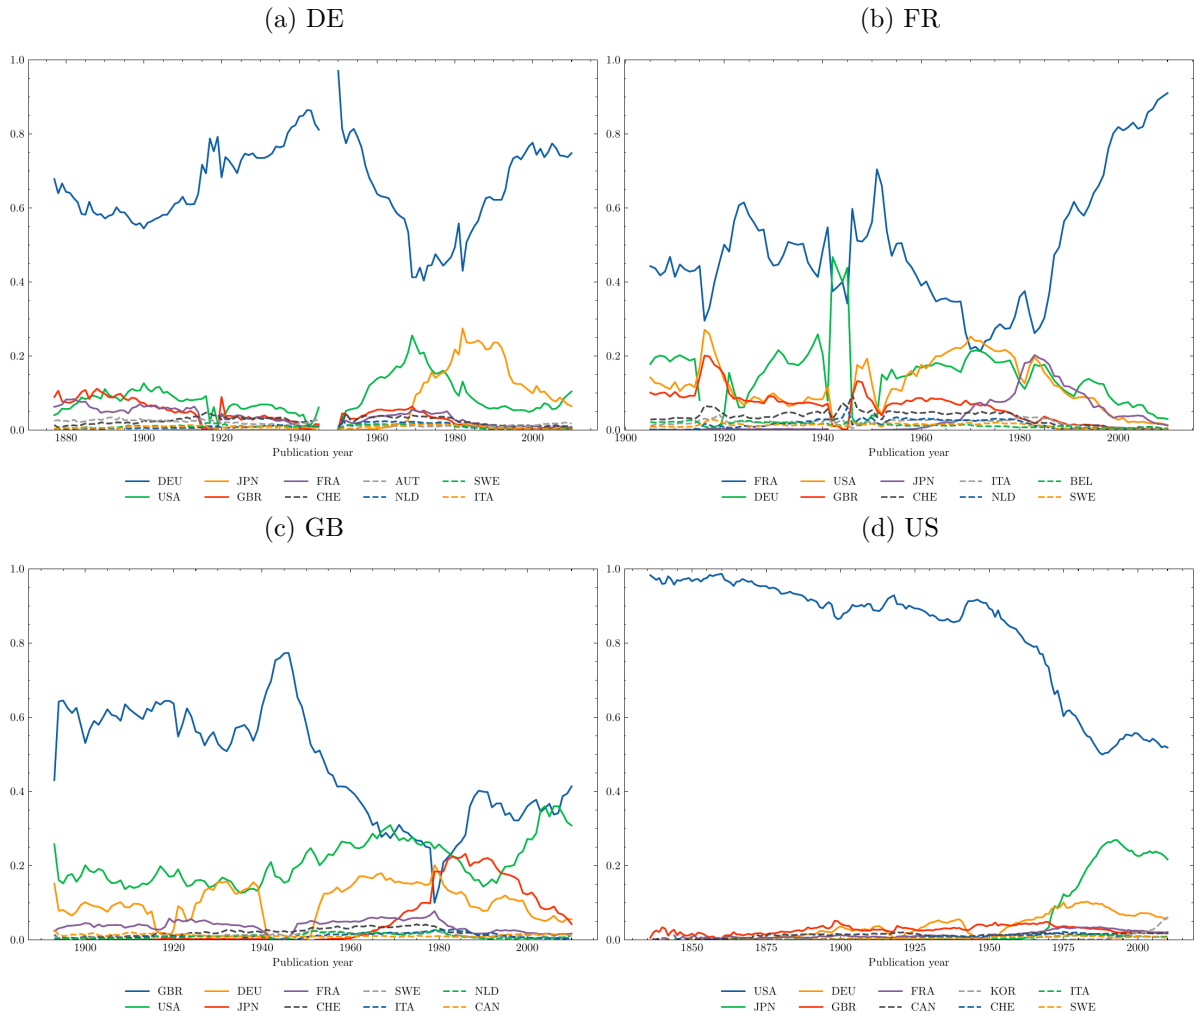 (a) DE
(b) FR
1.0
0.8
0.6
0.4
0.2
0.0
1880 1900 1920 1940 1960 1980 2000
Publication year
DEU JPN FRA AUT SWE
USA GBR CHE NLD ITA
1.0
0.8
0.6
0.4
0.2
0.0
1900 1920 1940 1960 1980 2000
Publication year
FRA USA JPN ITA BEL
DEU GBR CHE NLD SWE
(c) GB
(d) US
1.0
0.8
0.6
0.4
0.2
0.0
1900 1920 1940 1960 1980 2000
Publication year
GBR DEU FRA SWE NLD
USA JPN CHE ITA CAN
1.0
0.8
0.6
0.4
0.2
0.0
1850 1875 1900 1925 1950 1975 2000
Publication year
USA DEU FRA KOR ITA
JPN GBR CAN CHE SWE